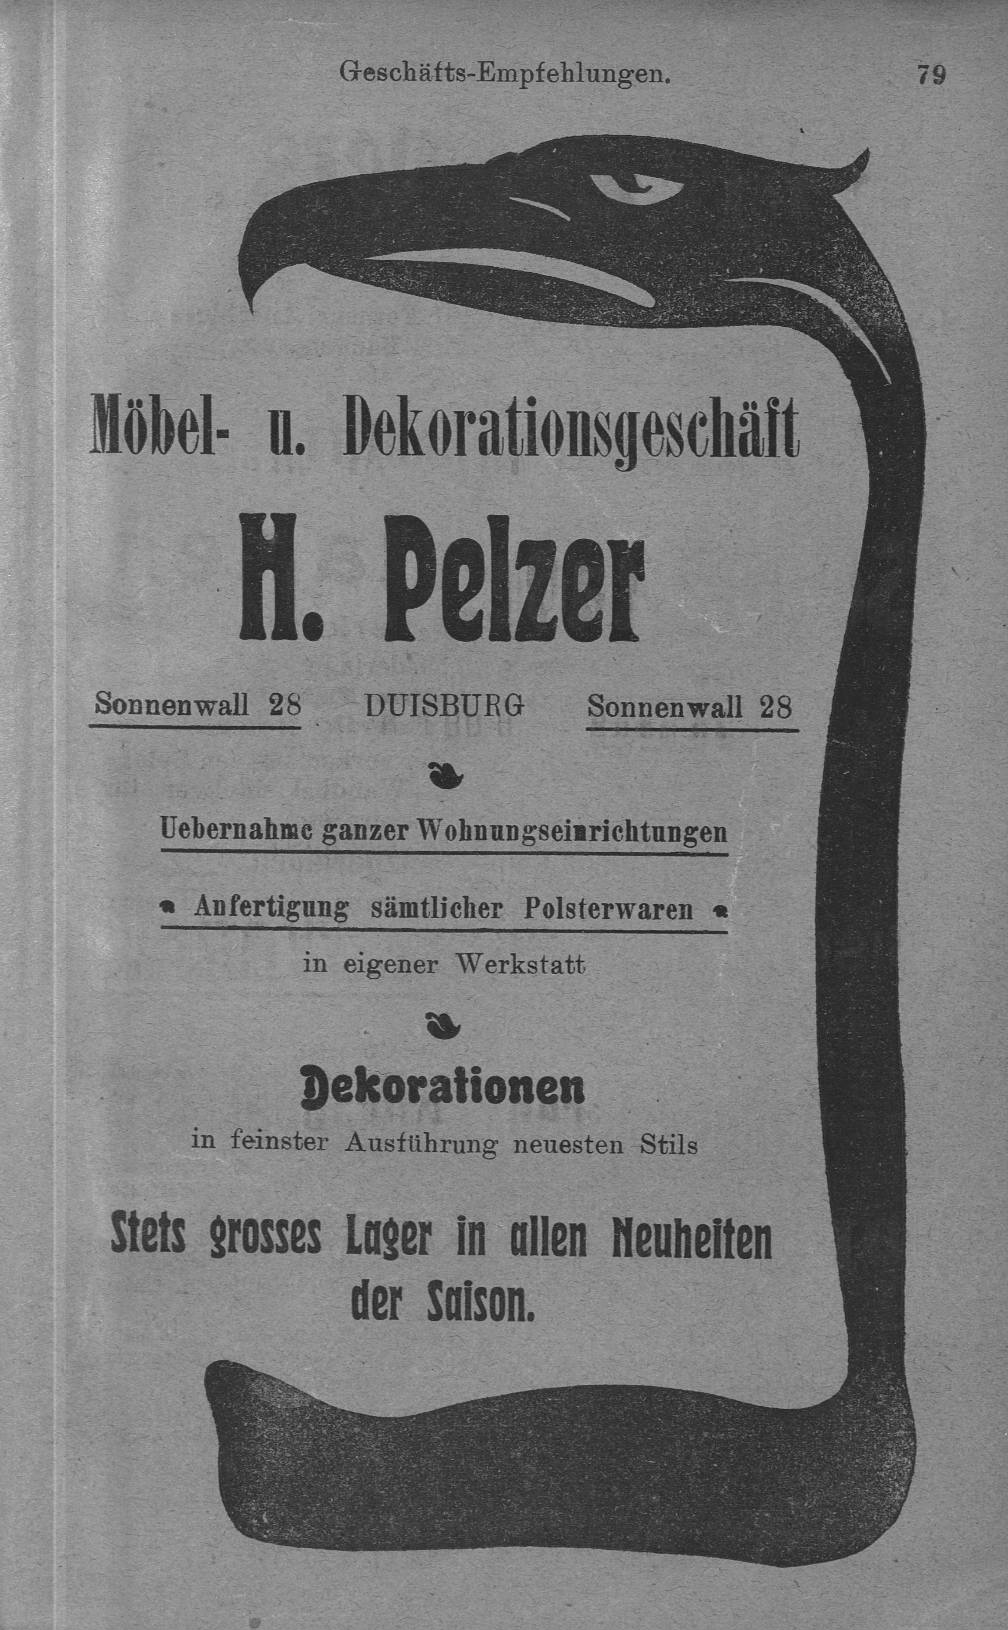 Geschäfts-Empfehlungen. 79
Möbel- u. Dekorationsgeschäft
H. Pelzer
Sonnenwall 28 DUISBURG Sonnenwall 28
Uebernahme ganzer Wohnungseinrichtungen
Anfertigung sämtlicher Polsterwaren
in eigener Werkstatt
Dekorationen
in feinster Ausführung neuesten Stils
Stets grosses Lager in allen Neuheiten
der Saison.